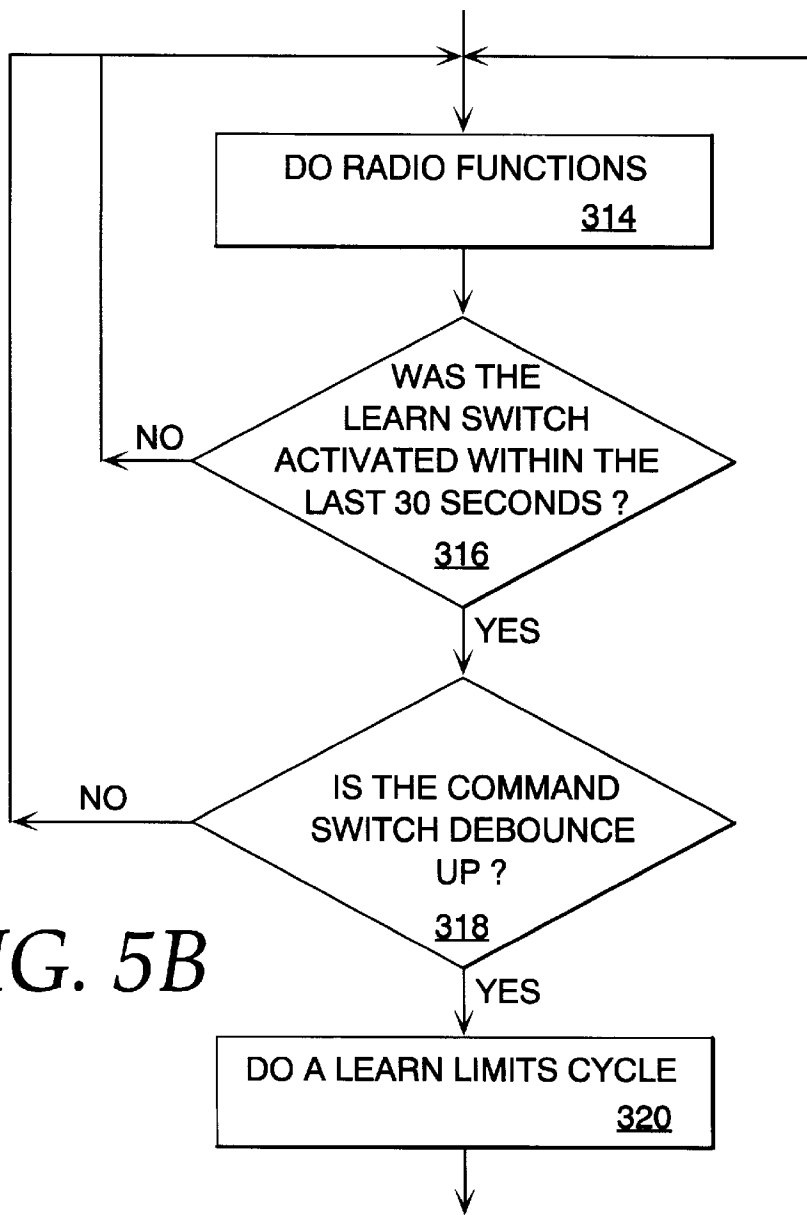 DO RADIO FUNCTIONS
314
WAS THE
LEARN SWITCH
ACTIVATED WITHIN THE
LAST 30 SECONDS ?
316
NO
YES
IS THE COMMAND
SWITCH DEBOUNCE
UP ?
318
NO
YES
IG. 5B
DO A LEARN LIMITS CYCLE
320